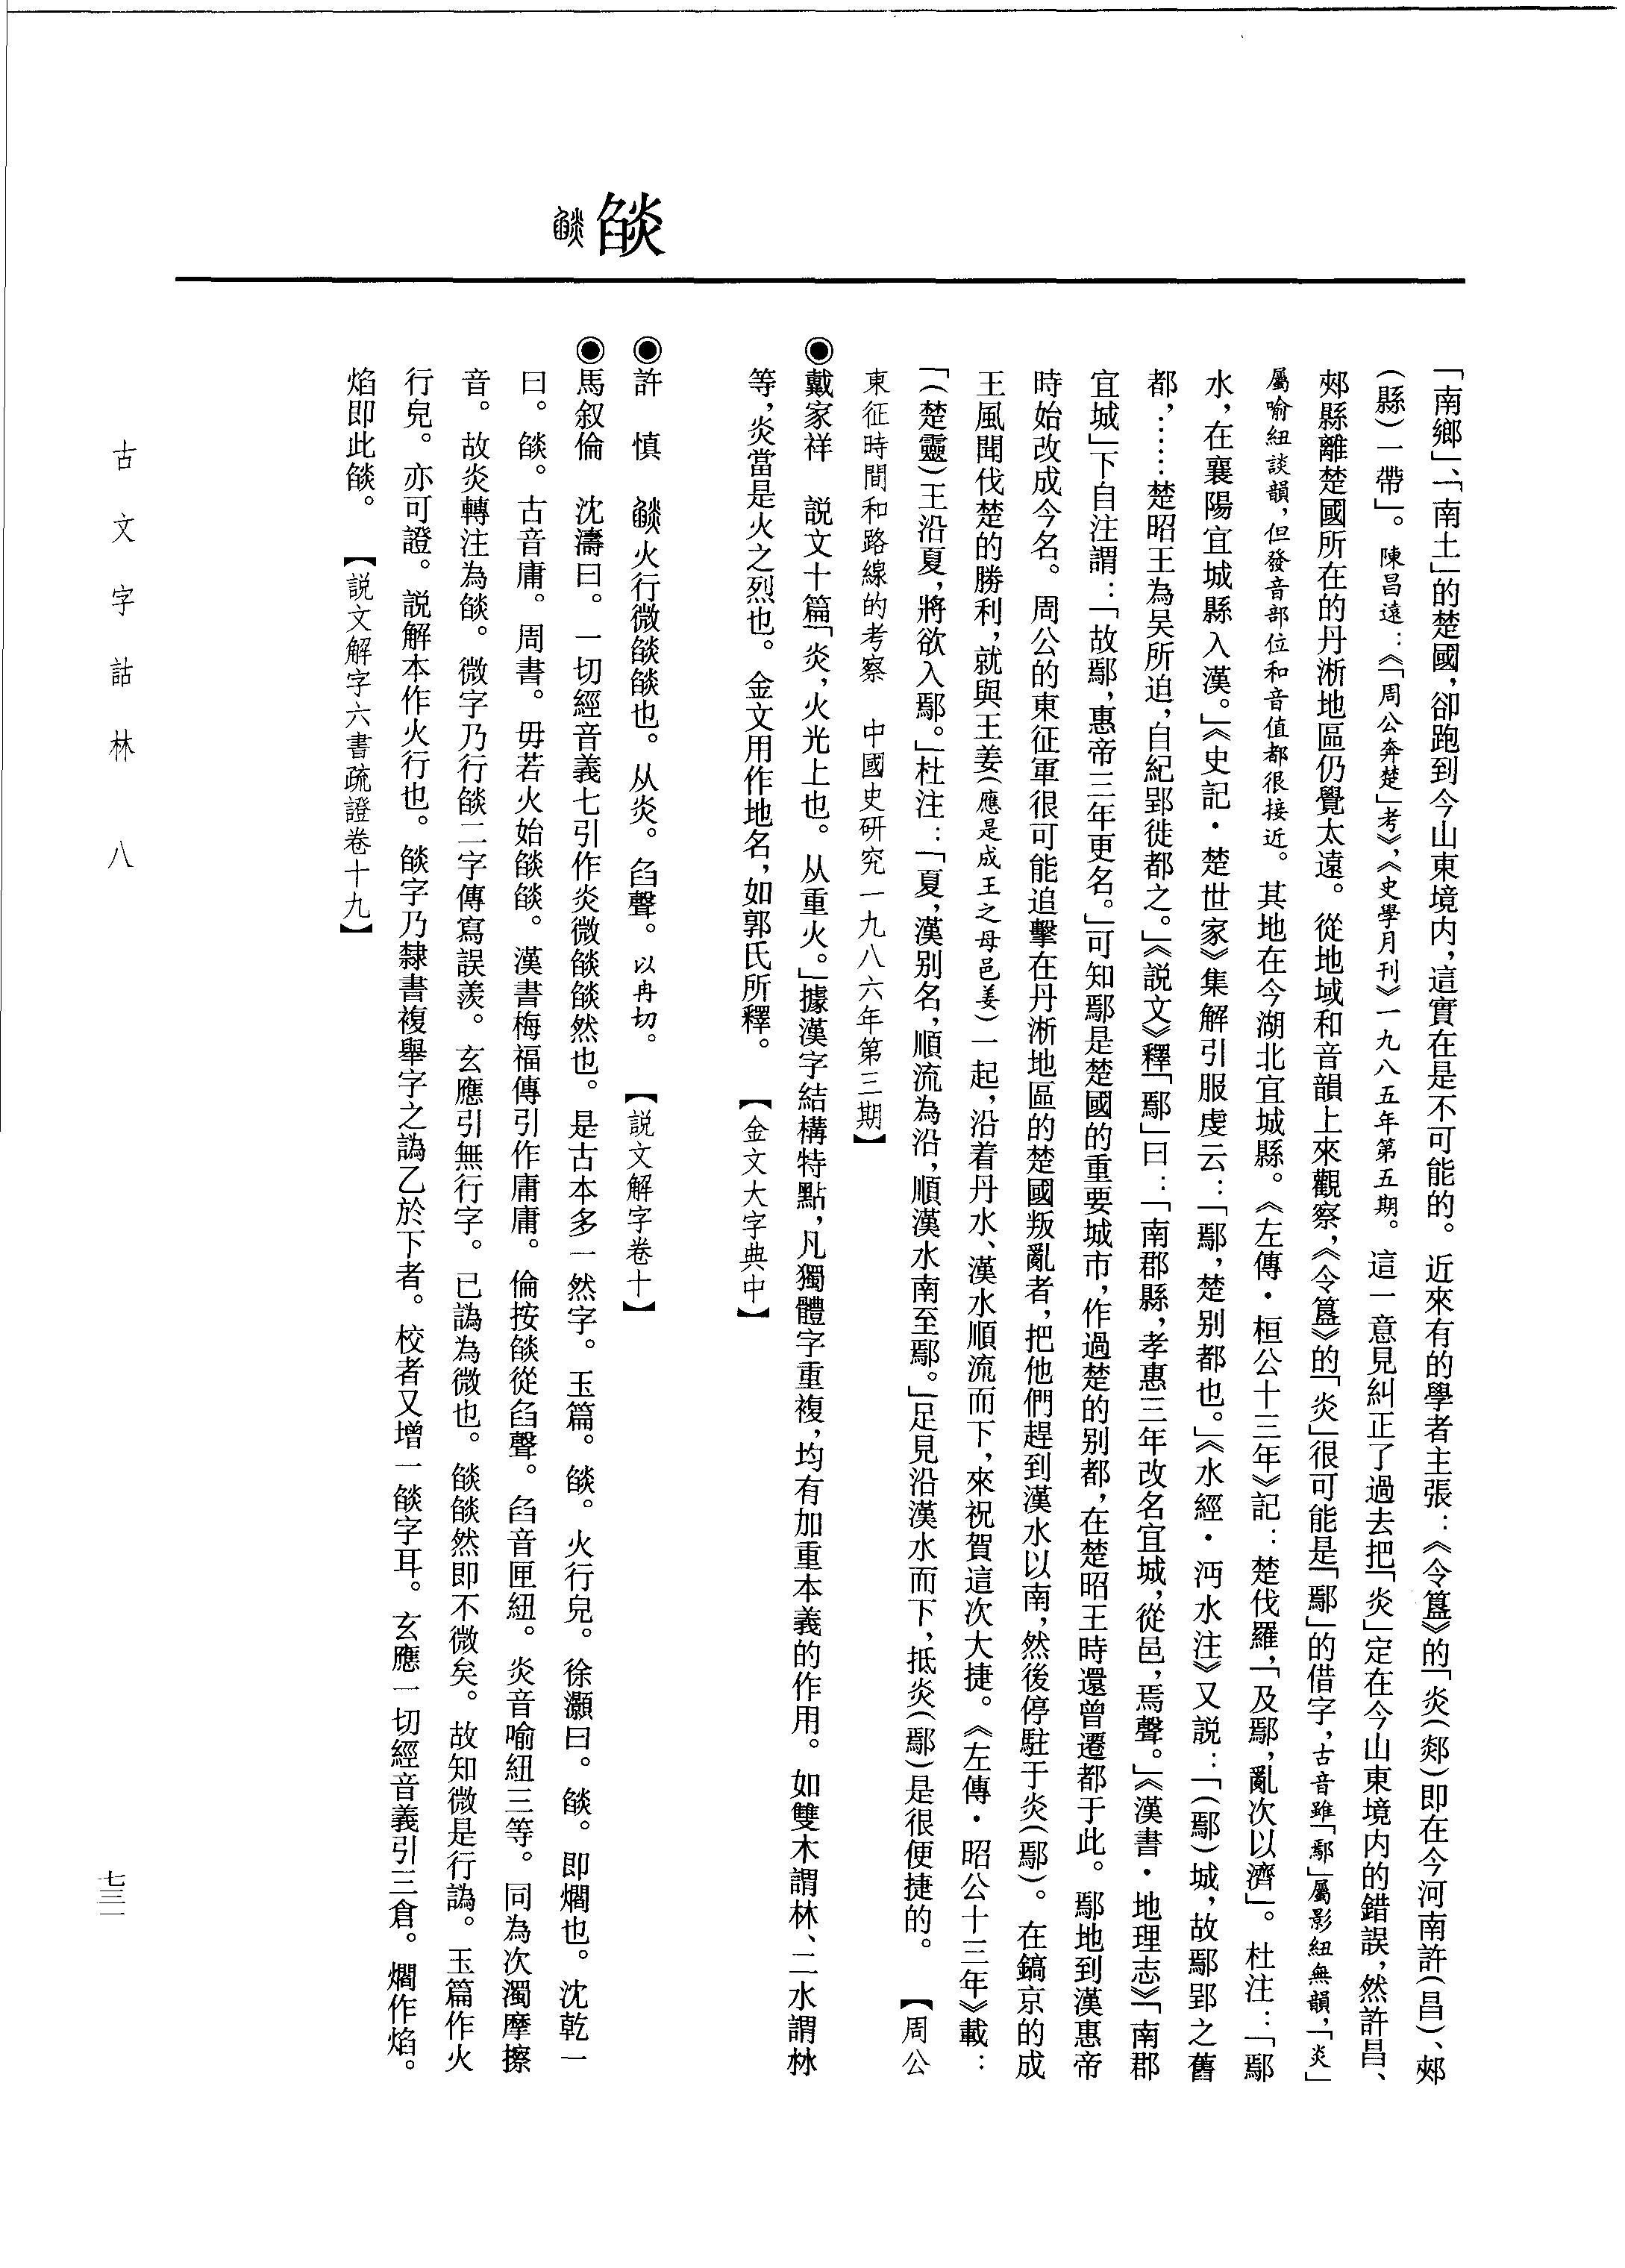 燄
「南鄉」、「南土」的楚國，卻跑到今山東境内，這實在是不可能的。近來有的學者主張：《令簋》的「炎（郯）即在今河南許（昌）、郟
（縣）一帶」。陳昌遠：《「周公奔楚」考》，《史學月刊》一九八五年第五期。這一意見糾正了過去把「炎」定在今山東境内的錯誤，然許昌、
郟縣離楚國所在的丹淅地區仍覺太遠。從地域和音韻上來觀察，《令簋》的「炎」很可能是「鄢」的借字，古音雖「鄢」屬影紐無韻，「炎」
屬喻紐談韻，但發音部位和音值都很接近。其地在今湖北宜城縣。《左傳·桓公十三年》記：楚伐羅，「及鄢，亂次以濟」。杜注：「鄢
水，在襄陽宜城縣入漢。」《史記·楚世家》集解引服虔云：「鄢，楚别都也。」《水經·沔水注》又説：「（鄢）城，故鄢郢之舊
都，……楚昭王為吴所迫，自紀郢徙都之。」《説文》釋「鄢」曰：「南郡縣，孝惠三年改名宜城，從邑，焉聲。」《漢書·地理志》「南郡
宜城」下自注謂：「故鄢，惠帝三年更名。」可知鄢是楚國的重要城市，作過楚的别都，在楚昭王時還曾遷都于此。鄢地到漢惠帝
時始改成今名。周公的東征軍很可能追擊在丹淅地區的楚國叛亂者，把他們趕到漢水以南，然後停駐于炎（鄢）。在鎬京的成
王風聞伐楚的勝利，就與王姜（應是成王之母邑姜）一起，沿着丹水、漢水順流而下，來祝賀這次大捷。《左傳·昭公十三年》載：
「（楚靈）王沿夏，將欲入鄢。」杜注：「夏，漢别名，順流為沿，順漢水南至鄢。」足見沿漢水而下，抵炎（鄢）是很便捷的。【周公
東征時間和路線的考察　中國史研究一九八六年第三期】
◉戴家祥　説文十篇「炎，火光上也。从重火。」據漢字結構特點，凡獨體字重複，均有加重本義的作用。如雙木謂林、二水謂沝
等，炎當是火之烈也。金文用作地名，如郭氏所釋。【金文大字典中】
◉許　慎　燄火行微燄燄也。从炎。臽聲。以冉切。【説文解字卷十】
◉馬叙倫　沈濤曰。一切經音義七引作炎微燄燄然也。是古本多一然字。玉篇。燄。火行皃。徐灝曰。燄。即爓也。沈乾一
曰。燄。古音庸。周書。毋若火始燄燄。漢書梅福傳引作庸庸。倫按燄從臽聲。臽音匣紐。炎音喻紐三等。同為次濁摩擦
音。故炎轉注為燄。微字乃行燄二字傳寫誤羨。玄應引無行字。已譌為微也。燄燄然即不微矣。故知微是行譌。玉篇作火
行皃。亦可證。説解本作火行也。燄字乃隸書複舉字之譌乙於下者。校者又增一燄字耳。玄應一切經音義引三倉。爓作焰。
焰即此燄。【説文解字六書疏證卷十九】
古文字詁林　八
七三一